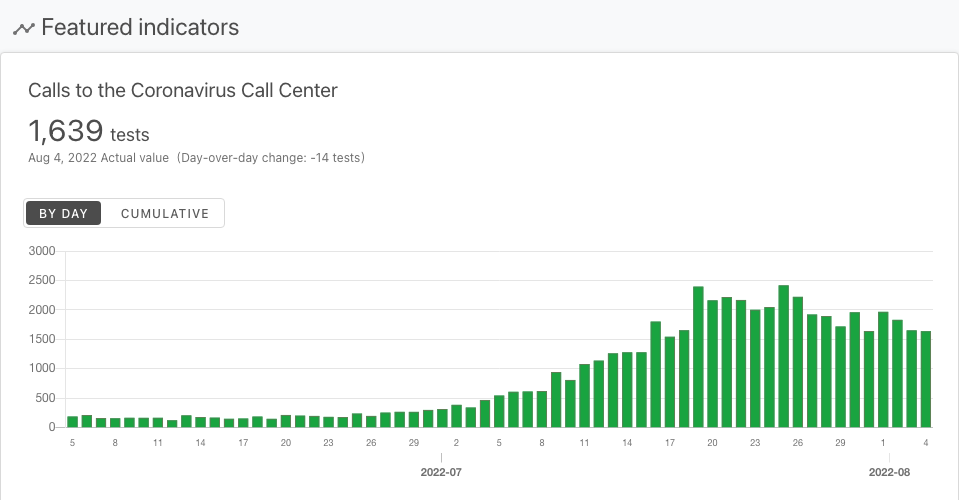 Featured indicators
Calls to the Coronavirus Call Center
1,639 tests
Aug 4, 2022 Actual value (Day-over-day change: -14 tests)
BY DAY CUMULATIVE
3000
2500
2000
1500
1000
500
0
5 8 11 14 17 20 23 26 29 2 5 8 11 14 17 20 23 26 29 1 4
2022-07 2022-08